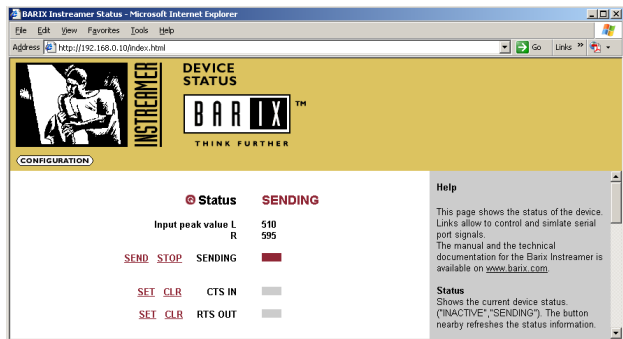 BARIX Instreamer Status - Microsoft Internet Explorer
File Edit View Favorites Tools Help
Address http://192.168.0.10/index.html Go Links »
INSTREAMER
DEVICE
STATUS
BARIX TM
THINK FURTHER
CONFIGURATION
Status SENDING
Input peak value L 510
R 595
SEND STOP SENDING
SET CLR CTS IN
SET CLR RTS OUT
Help
This page shows the status of the device.
Links allow to control and simlate serial
port signals.
The manual and the technical
documentation for the Barix Instreamer is
available on www.barix.com.
Status
Shows the current device status.
("INACTIVE","SENDING"). The button
nearby refreshes the status information.